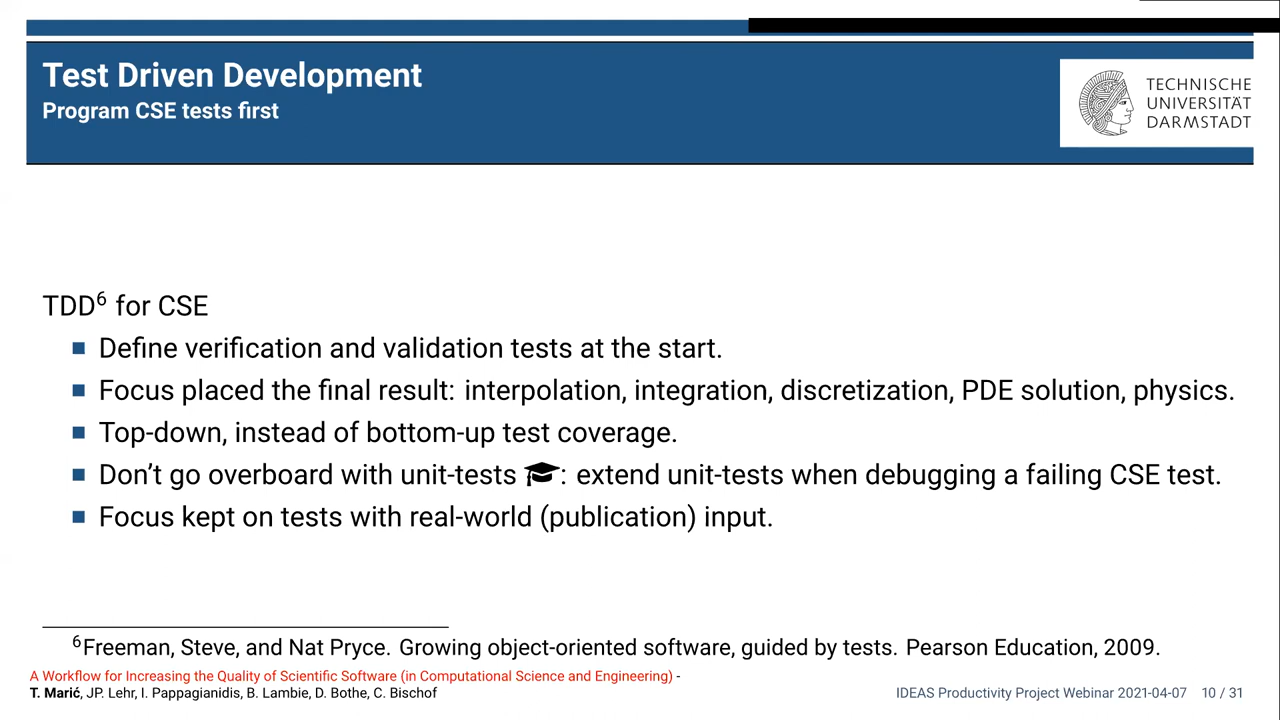 Test Driven Development
Program CSE tests first
TECHNISCHE
UNIVERSITÄT
DARMSTADT
TDD6 for CSE
Define verification and validation tests at the start.
Focus placed the final result: interpolation, integration, discretization, PDE solution, physics.
Top-down, instead of bottom-up test coverage.
Don't go overboard with unit-tests : extend unit-tests when debugging a failing CSE test.
Focus kept on tests with real-world (publication) input.
6Freeman, Steve, and Nat Pryce. Growing object-oriented software, guided by tests. Pearson Education, 2009.
A Workflow for Increasing the Quality of Scientific Software (in Computational Science and Engineering) -
T. Marić, JP. Lehr, I. Pappagianidis, B. Lambie, D. Bothe, C. Bischof
IDEAS Productivity Project Webinar 2021-04-07 10 / 31